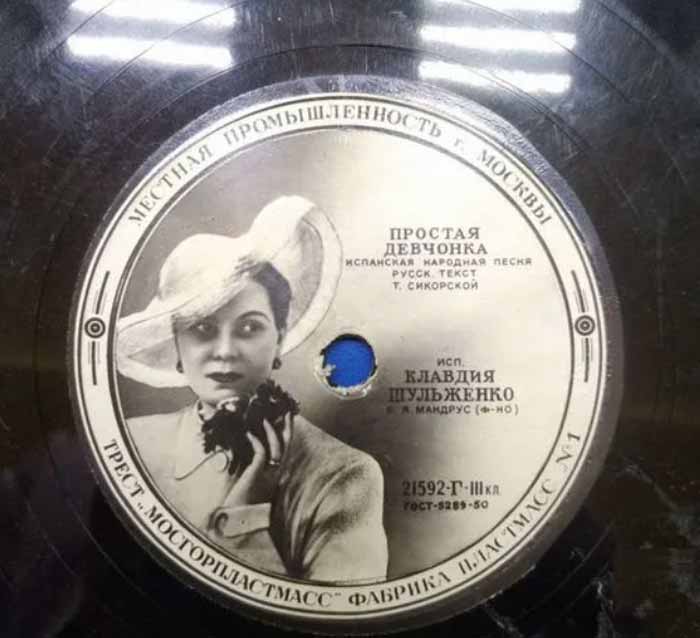 МЕСТНАЯ ПРОМЫШЛЕННОСТЬ г. МОСКВЫ
ПРОСТАЯ
ДЕВЧОНКА
ИСПАНСКАЯ НАРОДНАЯ ПЕСНЯ
РУССК. ТЕКСТ
Т. СИКОРСКОЙ
ИСП.
КЛАВДИЯ
ШУЛЬЖЕНКО
Я. МАНДРУС (Ф-НО)
21592-Г-III кл.
ГОСТ-5289-50
ТРЕСТ „МОСГОРПЛАСТМАСС" ФАБРИКА ПЛАСТМАСС №1